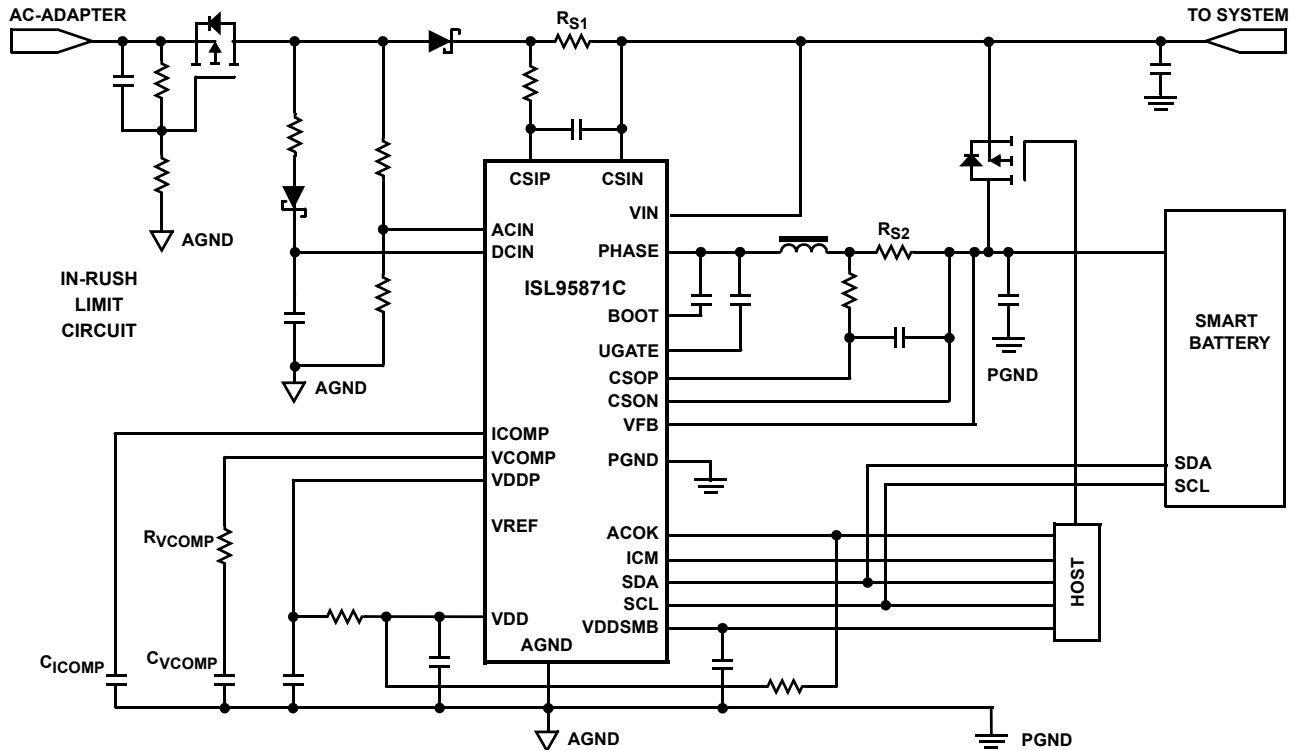 AC-ADAPTER
RS1
TO SYSTEM
CSIP
CSIN
VIN
AGND
ACIN
DCIN
PHASE
RS2
IN-RUSH
LIMIT
CIRCUIT
ISL95871C
BOOT
UGATE
SMART
BATTERY
AGND
CSOP
PGND
CSON
VFB
ICOMP
VCOMP
VDDP
PGND
SDA
SCL
VREF
RVCOMP
ACOK
ICM
SDA
SCL
HOST
VDD
VDDSMB
AGND
CICOMP
CVCOMP
AGND
PGND